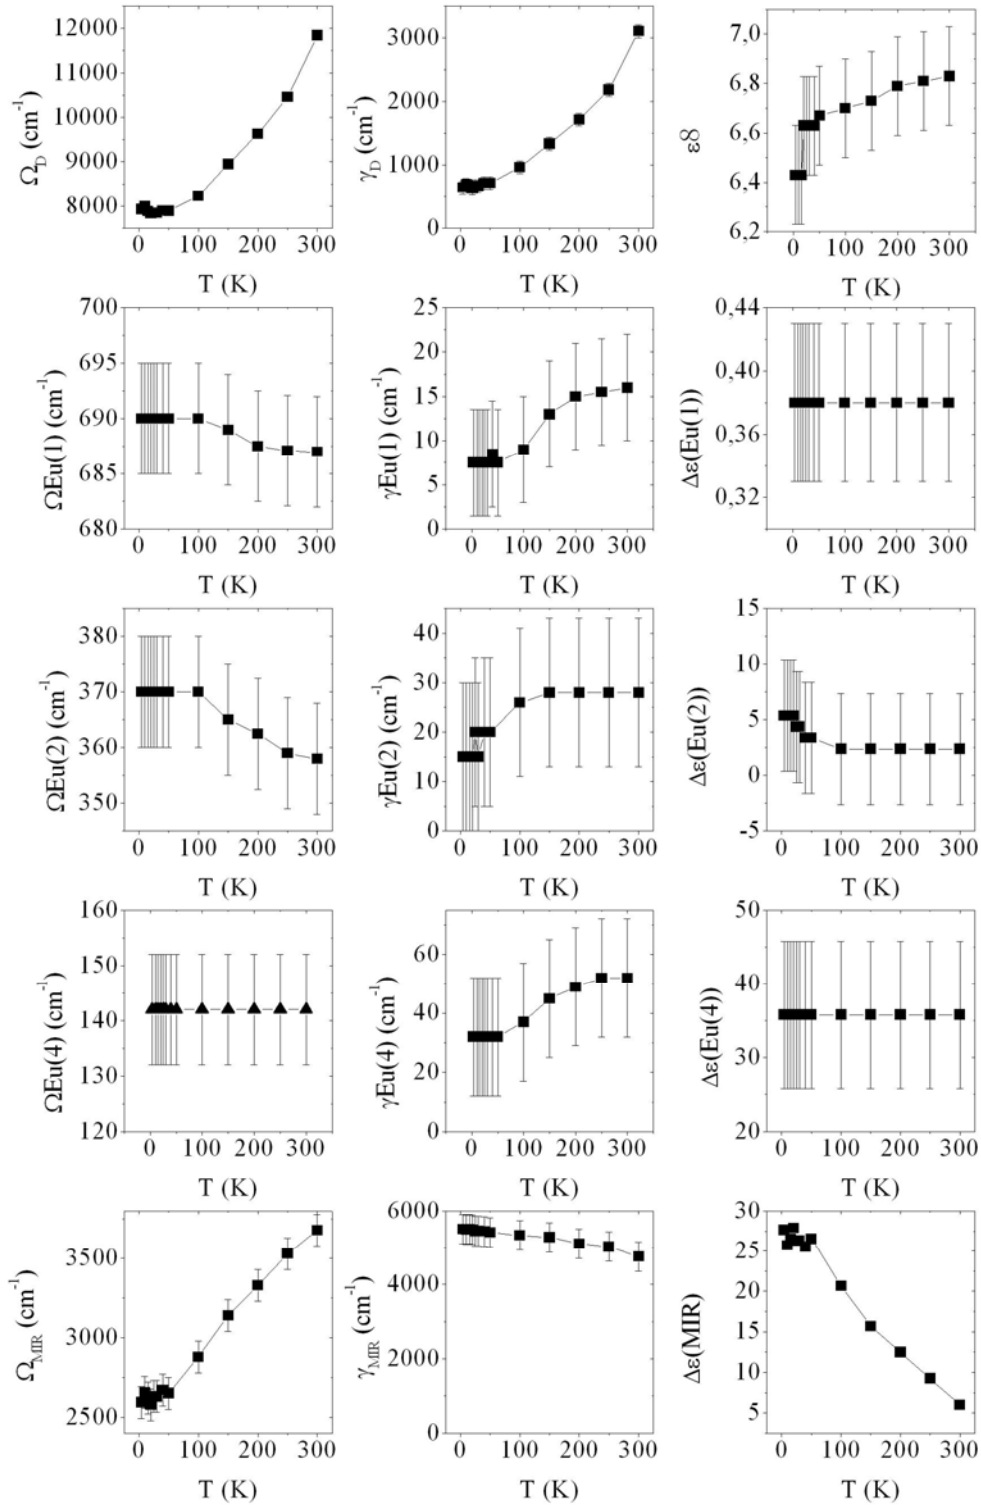 12000
11000
10000
9000
8000
0 100 200 300
Ω_D (cm⁻¹)
T (K)
3000
2000
1000
0
0 100 200 300
γ_D (cm⁻¹)
T (K)
7,0
6,8
6,6
6,4
6,2
0 100 200 300
ε8
T (K)
700
695
690
685
680
0 100 200 300
ΩEu(1) (cm⁻¹)
T (K)
25
20
15
10
5
0
0 100 200 300
γEu(1) (cm⁻¹)
T (K)
0,44
0,40
0,36
0,32
0 100 200 300
Δε(Eu(1))
T (K)
380
370
360
350
0 100 200 300
ΩEu(2) (cm⁻¹)
T (K)
40
30
20
10
0
0 100 200 300
γEu(2) (cm⁻¹)
T (K)
15
10
5
0
-5
0 100 200 300
Δε(Eu(2))
T (K)
160
150
140
130
120
0 100 200 300
ΩEu(4) (cm⁻¹)
T (K)
60
40
20
0
0 100 200 300
γEu(4) (cm⁻¹)
T (K)
50
40
30
20
0 100 200 300
Δε(Eu(4))
T (K)
3500
3000
2500
0 100 200 300
Ω_MIR (cm⁻¹)
T (K)
6000
4000
2000
0
0 100 200 300
γ_MIR (cm⁻¹)
T (K)
30
25
20
15
10
5
0 100 200 300
Δε(MIR)
T (K)